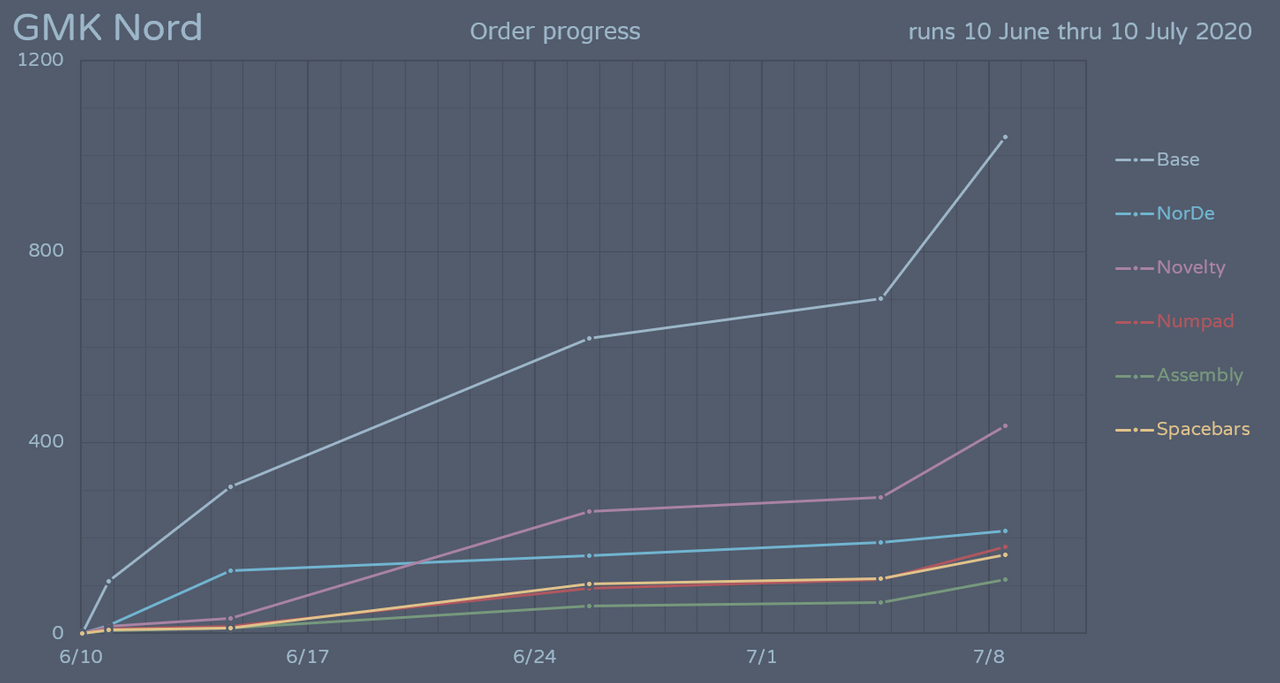 GMK Nord
Order progress
runs 10 June thru 10 July 2020
1200
800
400
0
6/10
6/17
6/24
7/1
7/8
Base
NorDe
Novelty
Numpad
Assembly
Spacebars